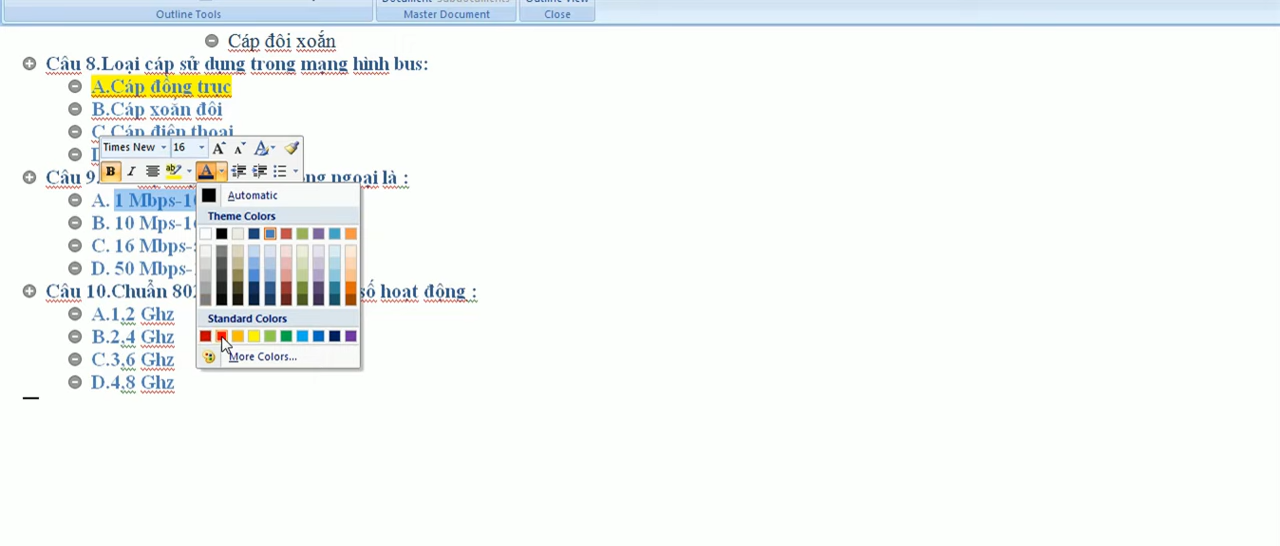 Outline Tools
Master Document
Close
Cáp đôi xoắn
Câu 8.Loại cáp sử dụng trong mạng hình bus:
A.Cáp đồng trục
B.Cáp xoắn đôi
C.Cáp điện thoại
Times New
16
Câu 9. ng ngoại là :
A. 1 Mbps-1
B. 10 Mps-1
C. 16 Mbps-
D. 50 Mbps-
Automatic
Theme Colors
Câu 10.Chuẩn 80 số hoạt động :
Standard Colors
A.1,2 Ghz
B.2,4 Ghz
More Colors...
C.3,6 Ghz
D.4,8 Ghz